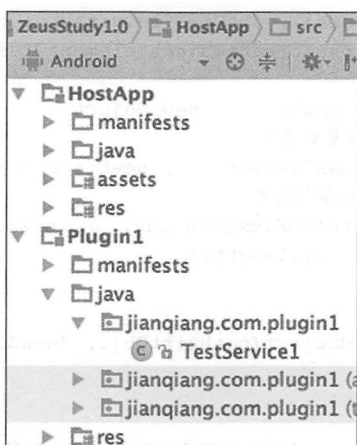 ZeusStudy1.0 HostApp src
Android
HostApp
manifests
java
assets
res
Plugin1
manifests
java
jianqiang.com.plugin1
TestService1
jianqiang.com.plugin1 (a
jianqiang.com.plugin1 (t
res